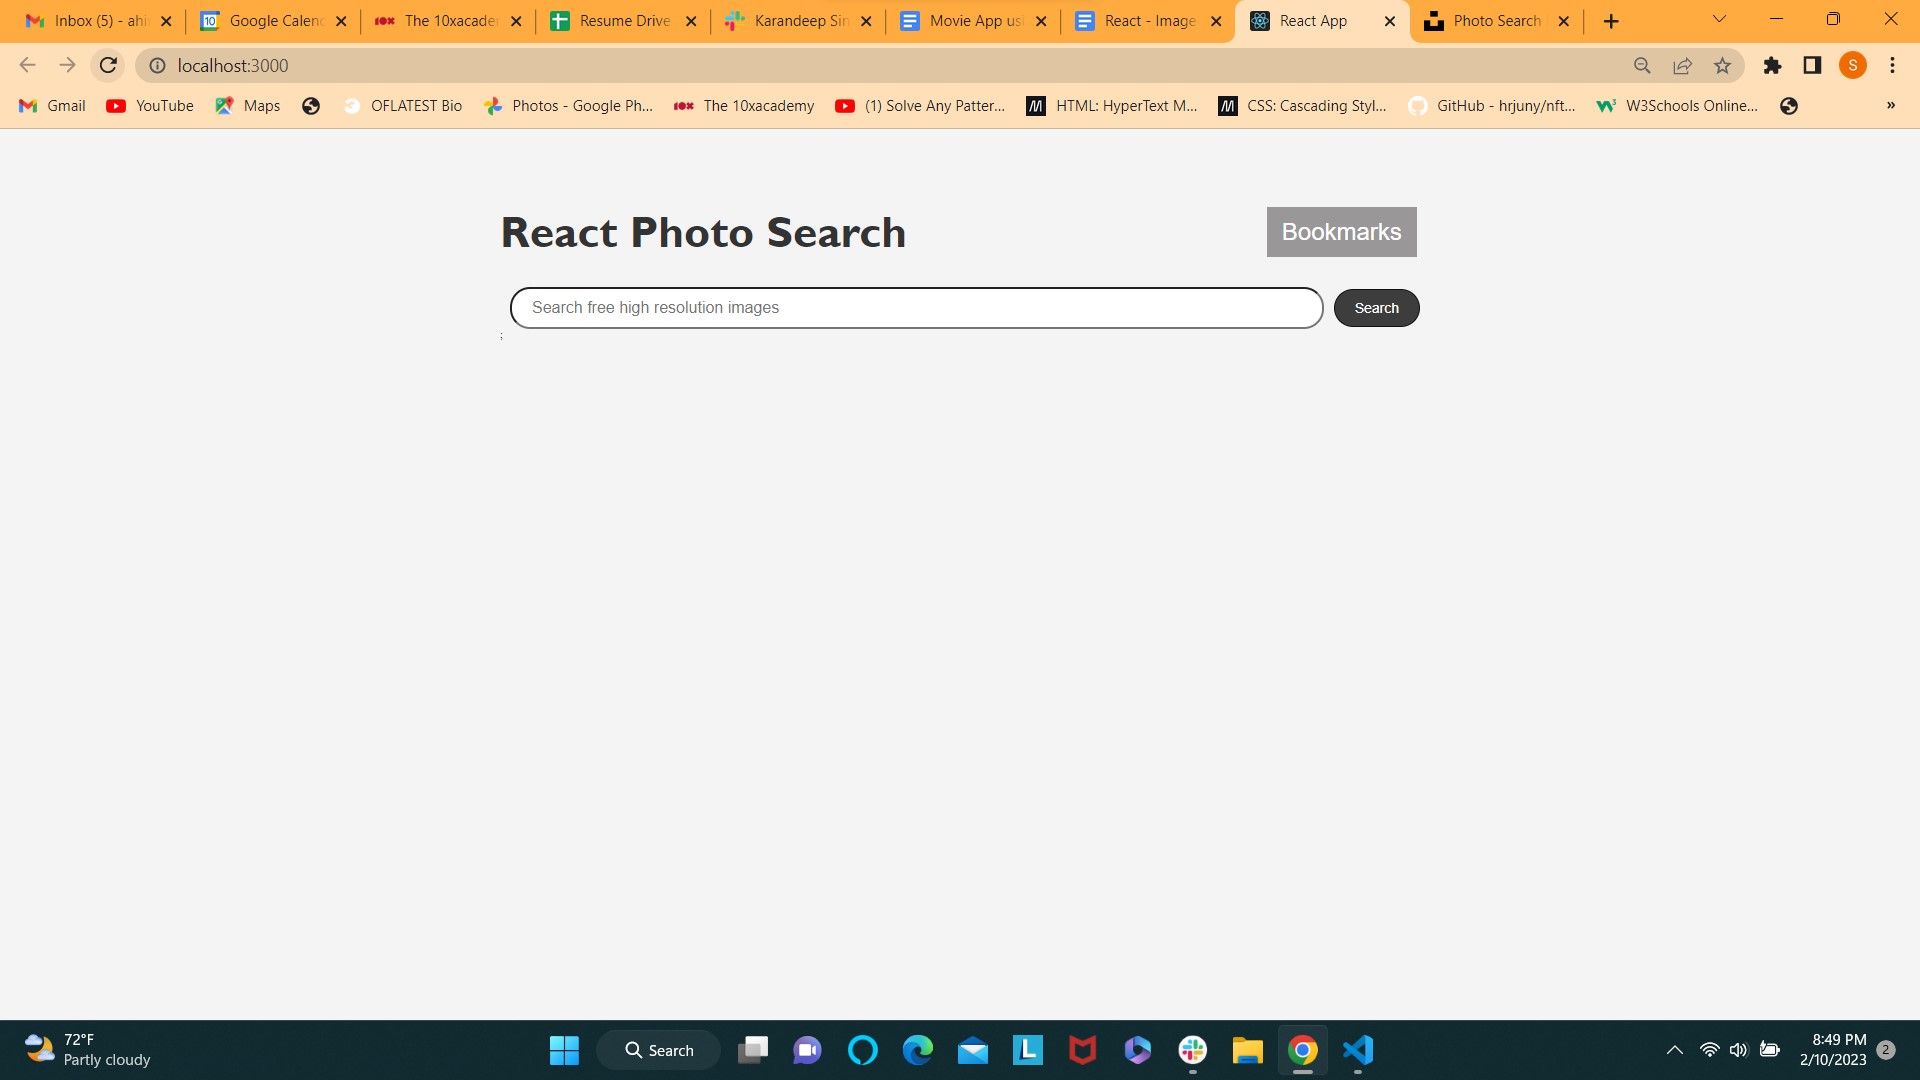 Inbox (5) - ahi
Google Calen
The 10xacade
Resume Drive
Karandeep Sin
Movie App us
React - Image
React App
Photo Search
localhost:3000
S
Gmail
YouTube
Maps
OFLATEST Bio
Photos - Google Ph...
The 10xacademy
(1) Solve Any Patter...
HTML: HyperText M...
CSS: Cascading Styl...
GitHub - hrjuny/nft...
W3Schools Online...
»
React Photo Search
Bookmarks
Search free high resolution images
Search
;
72°F
Partly cloudy
Search
8:49 PM
2/10/2023
2